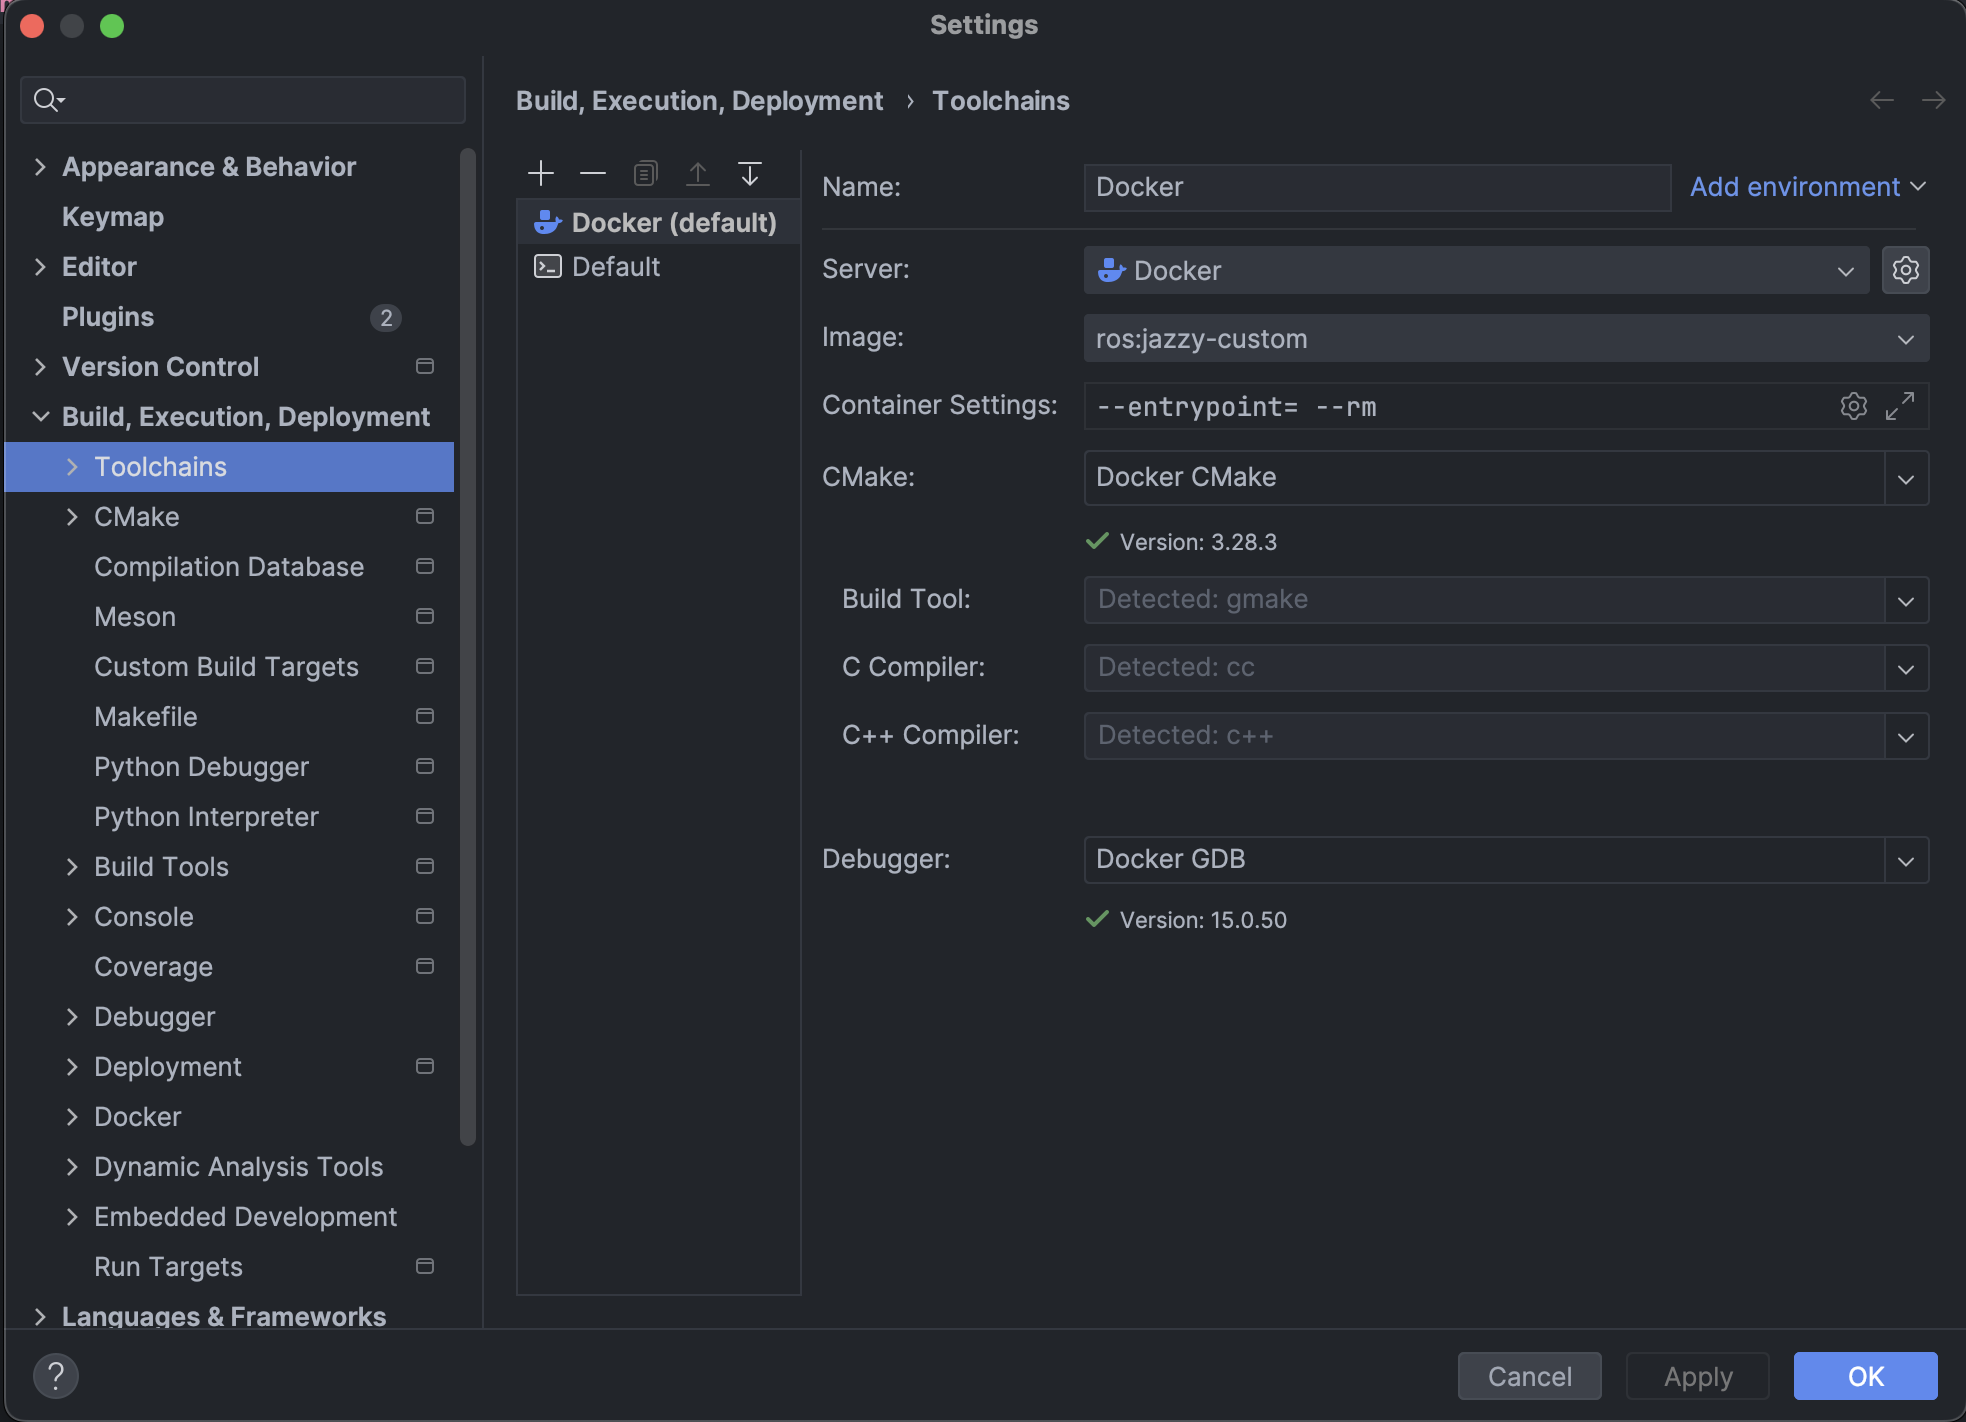 Settings
Appearance & Behavior
Keymap
Editor
Plugins 2
Version Control
Build, Execution, Deployment
Toolchains
CMake
Compilation Database
Meson
Custom Build Targets
Makefile
Python Debugger
Python Interpreter
Build Tools
Console
Coverage
Debugger
Deployment
Docker
Dynamic Analysis Tools
Embedded Development
Run Targets
Languages & Frameworks
Build, Execution, Deployment › Toolchains
Docker (default)
Default
Name: Docker Add environment
Server: Docker
Image: ros:jazzy-custom
Container Settings: --entrypoint= --rm
CMake: Docker CMake
Version: 3.28.3
Build Tool: Detected: gmake
C Compiler: Detected: cc
C++ Compiler: Detected: c++
Debugger: Docker GDB
Version: 15.0.50
? Cancel Apply OK